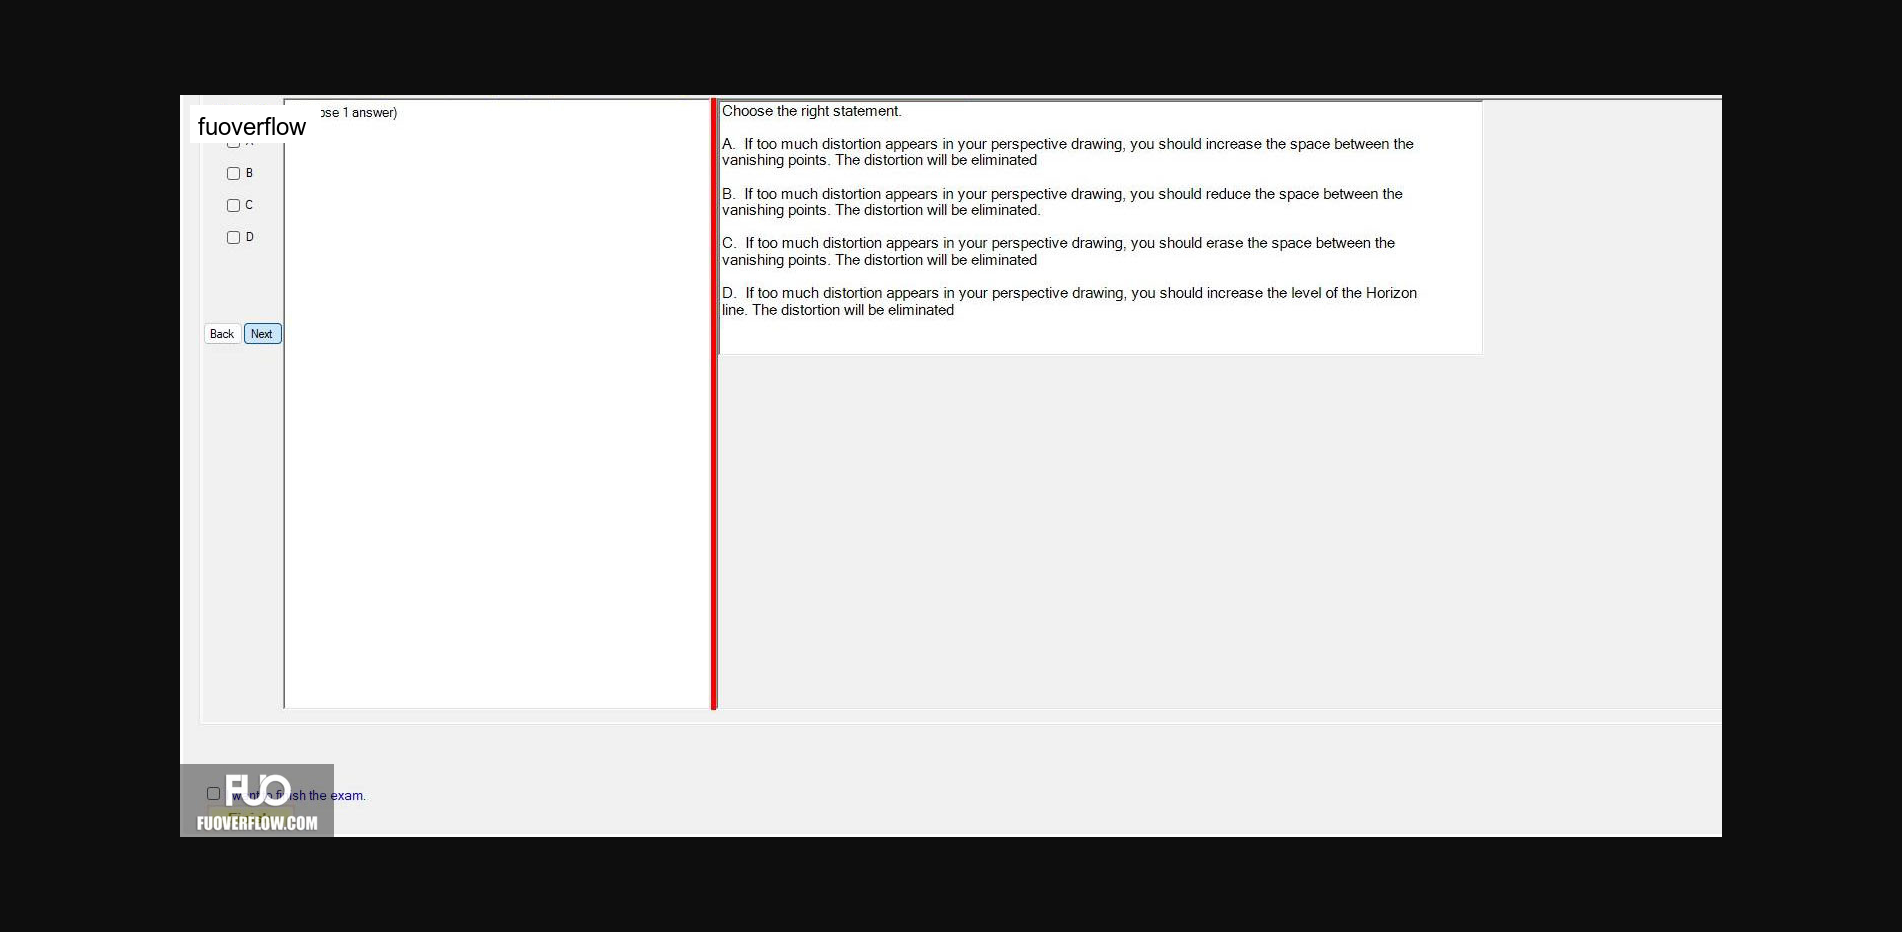 fuoverflow
ose 1 answer)
B
C
D
Back Next
Choose the right statement.
A. If too much distortion appears in your perspective drawing, you should increase the space between the
vanishing points. The distortion will be eliminated
B. If too much distortion appears in your perspective drawing, you should reduce the space between the
vanishing points. The distortion will be eliminated.
C. If too much distortion appears in your perspective drawing, you should erase the space between the
vanishing points. The distortion will be eliminated
D. If too much distortion appears in your perspective drawing, you should increase the level of the Horizon
line. The distortion will be eliminated
FUO
want to finish the exam.
FUOVERFLOW.COM